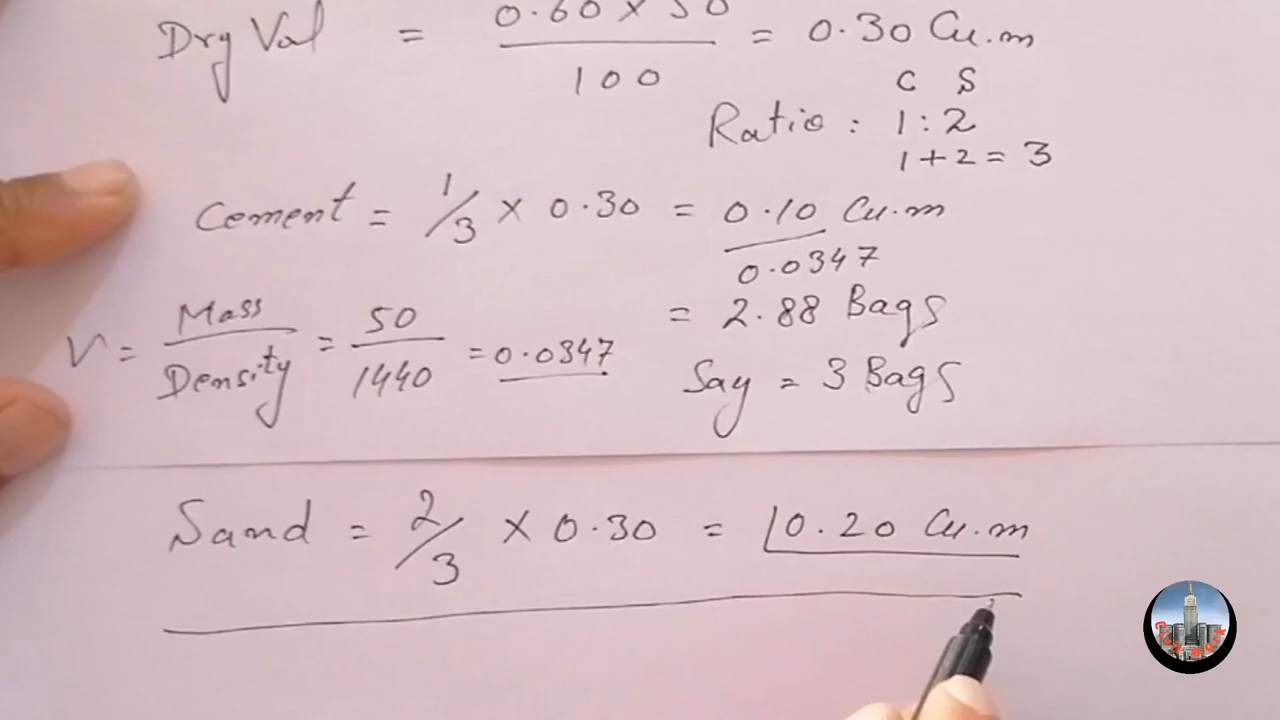 Dry Vol = 0.60 x 50 / 100 = 0.30 Cu.m
C S
Ratio : 1 : 2
1 + 2 = 3
Cement = 1/3 x 0.30 = 0.10 Cu.m / 0.0347
= 2.88 Bags
V = Mass / Density = 50 / 1440 = 0.0347
Say = 3 Bags
Sand = 2/3 x 0.30 = 0.20 Cu.m